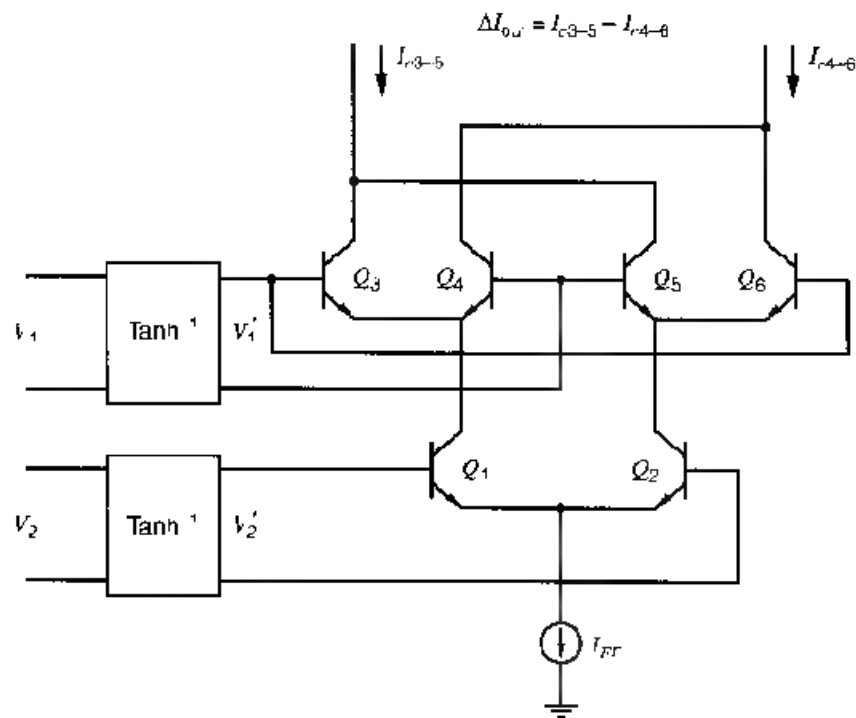 ΔI_out = I_c3–5 − I_c4–6
I_c3–5
I_c4–6
Q_3
Q_4
Q_5
Q_6
V_1
Tanh⁻¹
V_1′
Q_1
Q_2
V_2
Tanh⁻¹
V_2′
I_EE